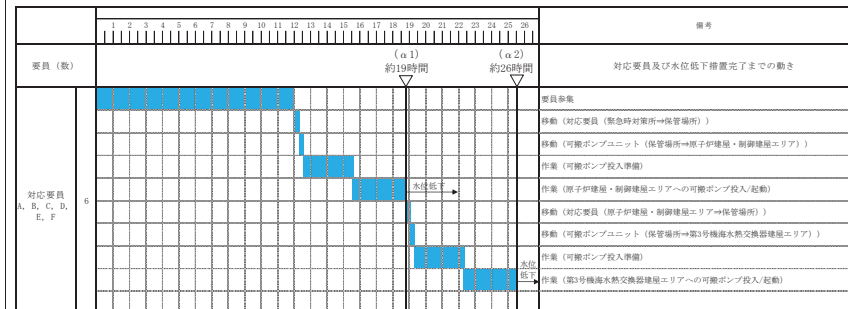 1 2 3 4 5 6 7 8 9 10 11 12 13 14 15 16 17 18 19 20 21 22 23 24 25 26
備考
要員（数）
（α1）
約19時間
（α2）
約26時間
対応要員及び水位低下措置完了までの動き
対応要員
A, B, C, D,
E, F
6
要員参集
移動（対応要員（緊急時対策所⇒保管場所））
移動（可搬ポンプユニット（保管場所⇒原子炉建屋・制御建屋エリア））
作業（可搬ポンプ投入準備）
水位低下
作業（原子炉建屋・制御建屋エリアへの可搬ポンプ投入/起動）
移動（対応要員（原子炉建屋・制御建屋エリア⇒保管場所））
移動（可搬ポンプユニット（保管場所⇒第3号機海水熱交換器建屋エリア））
作業（可搬ポンプ投入準備）
水位
低下
作業（第3号機海水熱交換器建屋エリアへの可搬ポンプ投入/起動）